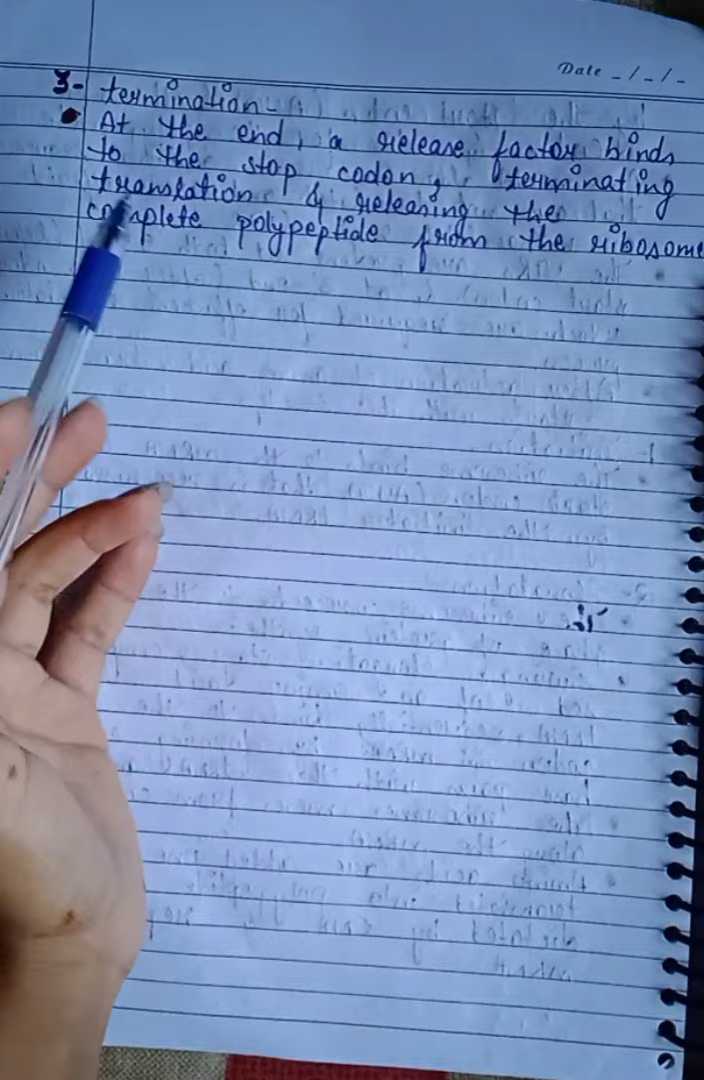 Date _/_/_
3- termination-
• At the end, a release factor binds
to the stop codon, terminating
translation & releasing the
complete polypeptide from the ribosome